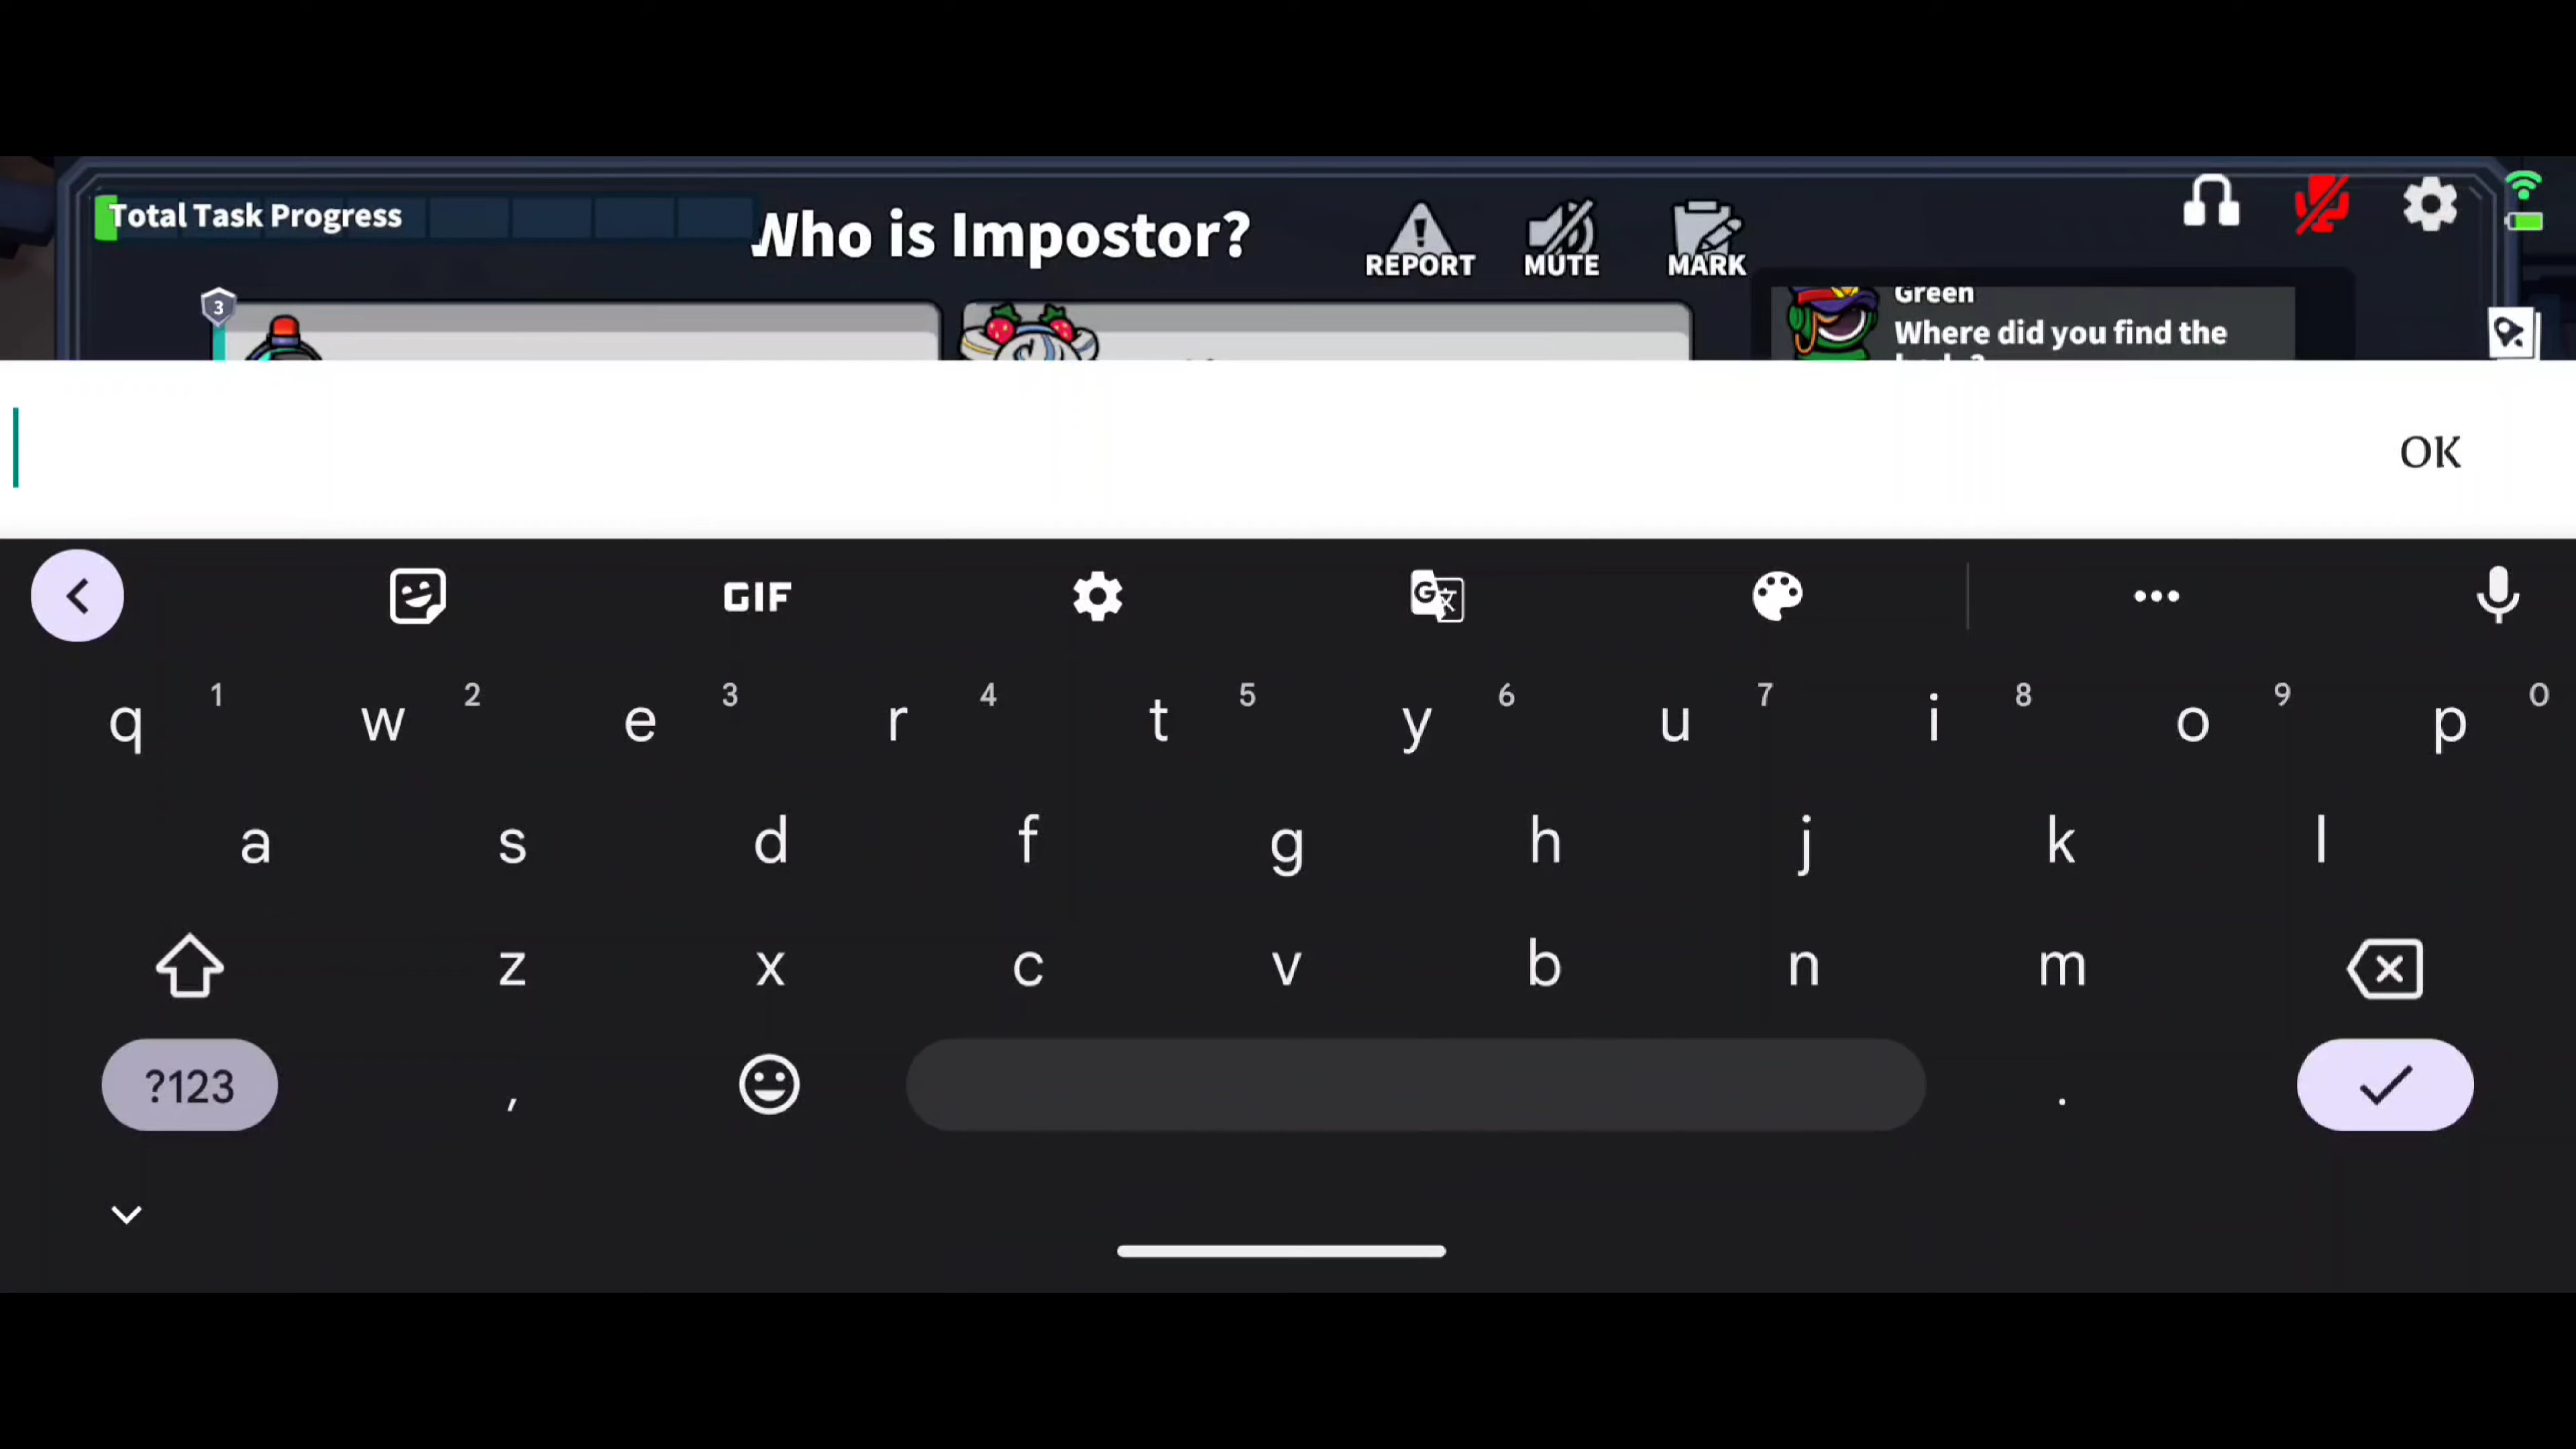 Total Task Progress
Who is Impostor?
REPORT
MUTE
MARK
3
Green
Where did you find the
OK
GIF
G
q 1 w 2 e 3 r 4 t 5 y 6 u 7 i 8 o 9 p 0
a s d f g h j k l
z x c v b n m
?123 , .